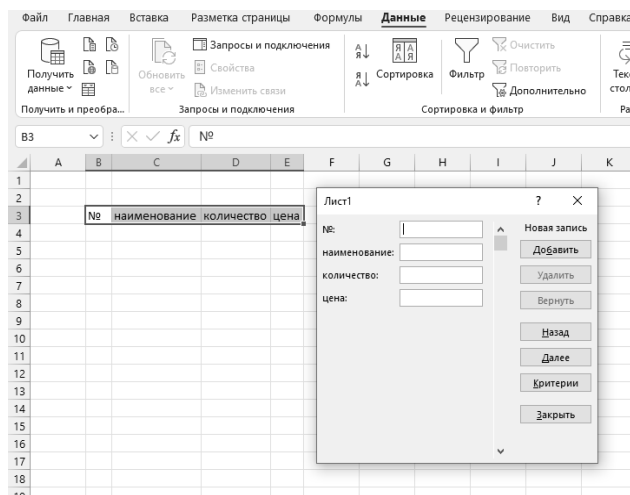 Файл Главная Вставка Разметка страницы Формулы Данные Рецензирование Вид Справка
Получить данные
Обновить все
Запросы и подключения
Свойства
Изменить связи
Сортировка
Фильтр
Очистить
Повторить
Дополнительно
Получить и преобра...
Запросы и подключения
Сортировка и фильтр
B3 fx №
A B C D E F G H I J K
1
2
3 № наименование количество цена
4
5
6
7
8
9
10
11
12
13
14
15
16
17
18
Лист1 ? ×
№:
наименование:
количество:
цена:
Новая запись
Добавить
Удалить
Вернуть
Назад
Далее
Критерии
Закрыть